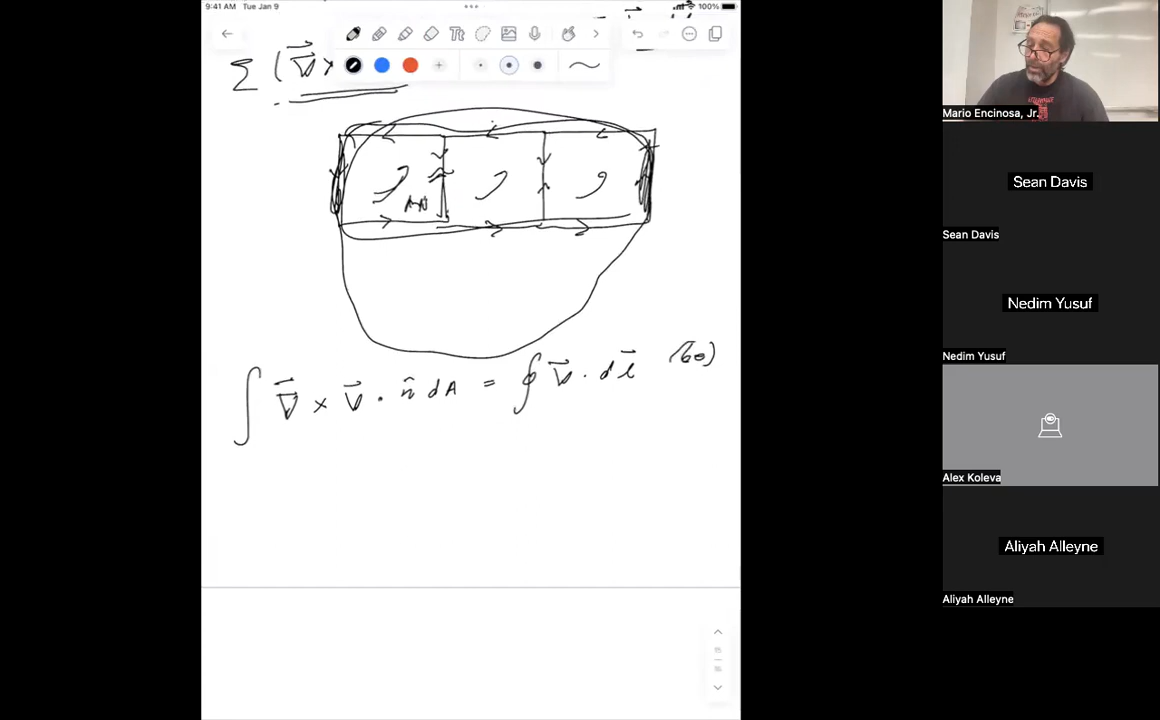 9:41 AM Tue Jan 9
100%
∑ (∇⃗ ×
∫ ∇⃗ × V⃗ · n̂ dA = ∮ V⃗ · dl⃗ (60)
Mario Encinosa, Jr.
Sean Davis
Sean Davis
Nedim Yusuf
Nedim Yusuf
Alex Koleva
Aliyah Alleyne
Aliyah Alleyne